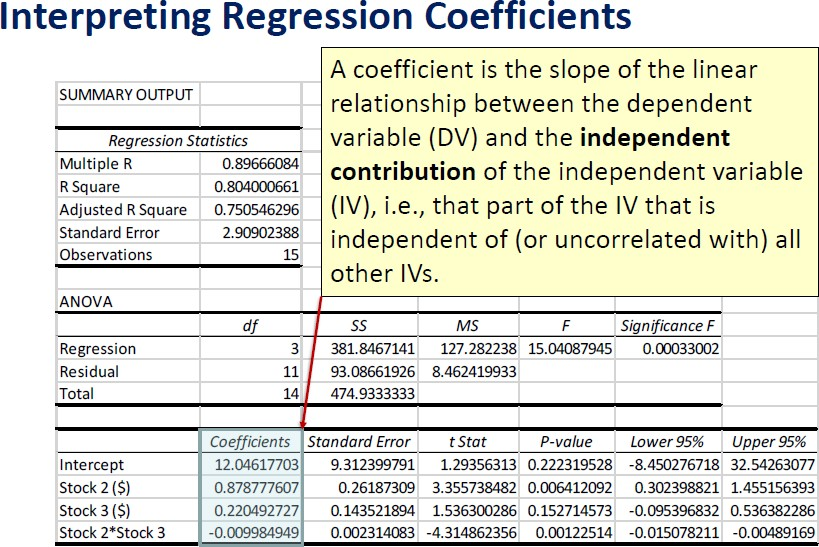 Interpreting Regression Coefficients
A coefficient is the slope of the linear
relationship between the dependent
variable (DV) and the independent
contribution of the independent variable
(IV), i.e., that part of the IV that is
independent of (or uncorrelated with) all
other IVs.
SUMMARY OUTPUT
Regression Statistics
Multiple R 0.89666084
R Square 0.804000661
Adjusted R Square 0.750546296
Standard Error 2.90902388
Observations 15
ANOVA
df SS MS F Significance F
Regression 3 381.8467141 127.282238 15.04087945 0.00033002
Residual 11 93.08661926 8.462419933
Total 14 474.9333333
Coefficients Standard Error t Stat P-value Lower 95% Upper 95%
Intercept 12.04617703 9.312399791 1.29356313 0.222319528 -8.450276718 32.54263077
Stock 2 ($) 0.878777607 0.26187309 3.355738482 0.006412092 0.302398821 1.455156393
Stock 3 ($) 0.220492727 0.143521894 1.536300286 0.152714573 -0.095396832 0.536382286
Stock 2*Stock 3 -0.009984949 0.002314083 -4.314862356 0.00122514 -0.015078211 -0.00489169